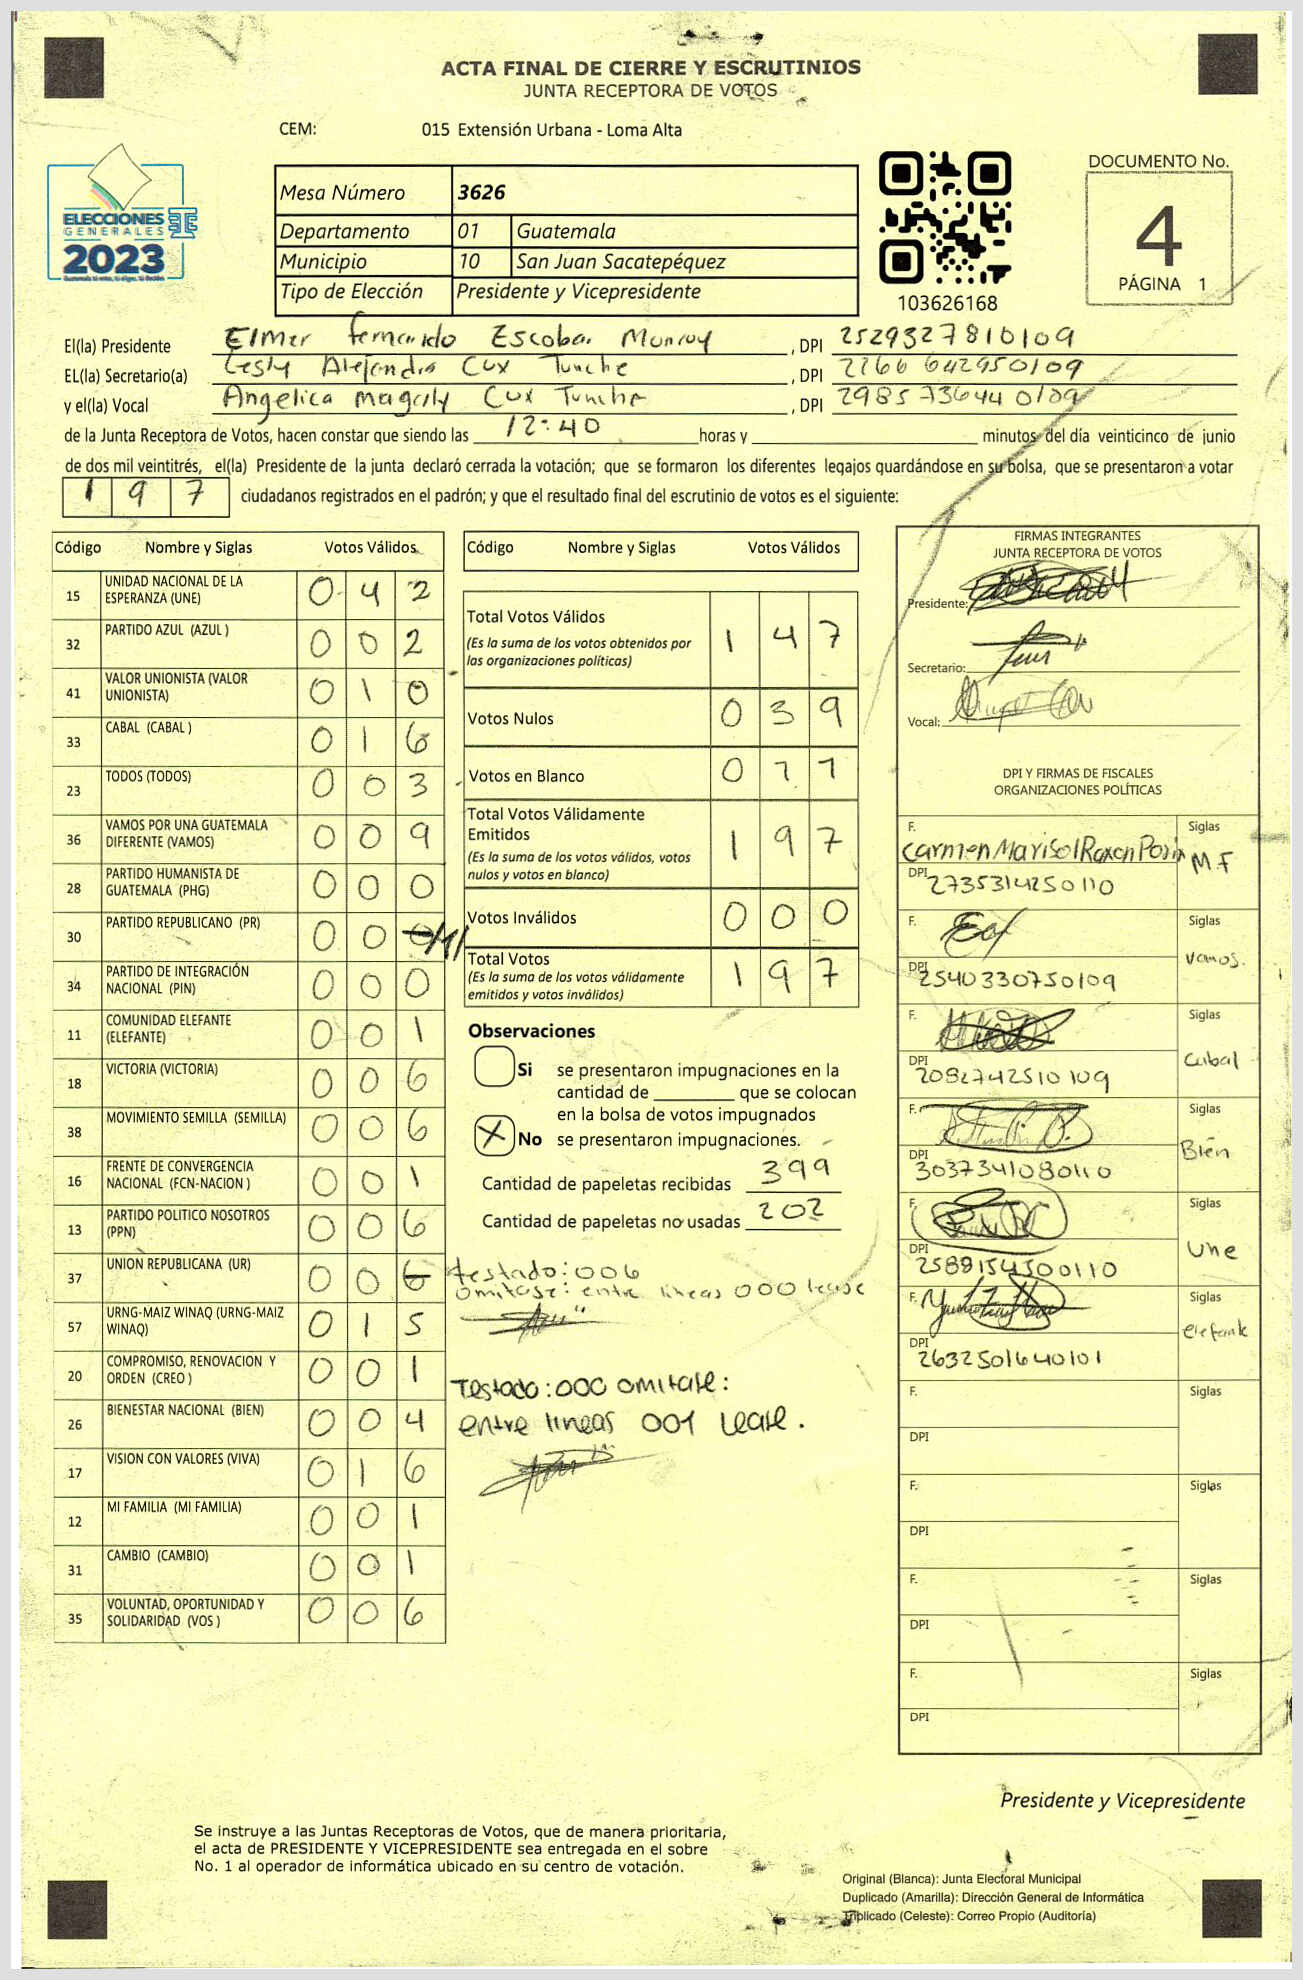 ACTA FINAL DE CIERRE Y ESCRUTINIOS
JUNTA RECEPTORA DE VOTOS
CEM: 015 Extensión Urbana - Loma Alta
ELECCIONES
GENERALES
2023
Mesa Número 3626
Departamento 01 Guatemala
Municipio 10 San Juan Sacatepéquez
Tipo de Elección Presidente y Vicepresidente
103626168
DOCUMENTO No.
4
PÁGINA 1
El(la) Presidente Elmer Fernando Escobar Monroy , DPI 2529327810109
EL(la) Secretario(a) Lesly Alejandra Cux Tunche , DPI 2266642950109
y el(la) Vocal Angelica Magaly Cux Tunche , DPI 2985736440109
de la Junta Receptora de Votos, hacen constar que siendo las 12:40 horas y minutos del día veinticinco de junio
de dos mil veintitrés, el(la) Presidente de la junta declaró cerrada la votación; que se formaron los diferentes legajos guardándose en su bolsa, que se presentaron a votar
197 ciudadanos registrados en el padrón; y que el resultado final del escrutinio de votos es el siguiente:
Código Nombre y Siglas Votos Válidos
15 UNIDAD NACIONAL DE LA ESPERANZA (UNE) 0 4 2
32 PARTIDO AZUL (AZUL ) 0 0 2
41 VALOR UNIONISTA (VALOR UNIONISTA) 0 1 0
33 CABAL (CABAL ) 0 1 6
23 TODOS (TODOS) 0 0 3
36 VAMOS POR UNA GUATEMALA DIFERENTE (VAMOS) 0 0 9
28 PARTIDO HUMANISTA DE GUATEMALA (PHG) 0 0 0
30 PARTIDO REPUBLICANO (PR) 0 0 0 /1/
34 PARTIDO DE INTEGRACIÓN NACIONAL (PIN) 0 0 0
11 COMUNIDAD ELEFANTE (ELEFANTE) 0 0 1
18 VICTORIA (VICTORIA) 0 0 6
38 MOVIMIENTO SEMILLA (SEMILLA) 0 0 6
16 FRENTE DE CONVERGENCIA NACIONAL (FCN-NACION ) 0 0 1
13 PARTIDO POLITICO NOSOTROS (PPN) 0 0 6
37 UNION REPUBLICANA (UR) 0 0 6
57 URNG-MAIZ WINAQ (URNG-MAIZ WINAQ) 0 1 5
20 COMPROMISO, RENOVACION Y ORDEN (CREO ) 0 0 1
26 BIENESTAR NACIONAL (BIEN) 0 0 4
17 VISION CON VALORES (VIVA) 0 1 6
12 MI FAMILIA (MI FAMILIA) 0 0 1
31 CAMBIO (CAMBIO) 0 0 1
35 VOLUNTAD, OPORTUNIDAD Y SOLIDARIDAD (VOS ) 0 0 6
Código Nombre y Siglas Votos Válidos
Total Votos Válidos 1 4 7
(Es la suma de los votos obtenidos por
las organizaciones políticas)
Votos Nulos 0 3 9
Votos en Blanco 0 1 1
Total Votos Válidamente
Emitidos 1 9 7
(Es la suma de los votos válidos, votos
nulos y votos en blanco)
Votos Inválidos 0 0 0
Total Votos 1 9 7
(Es la suma de los votos válidamente
emitidos y votos inválidos)
Observaciones
Si se presentaron impugnaciones en la
cantidad de ________ que se colocan
en la bolsa de votos impugnados
X No se presentaron impugnaciones.
Cantidad de papeletas recibidas 399
Cantidad de papeletas no usadas 202
testado: 006
omitase: entre lineas 000 lease
Testado: 000 omitase:
entre lineas 001 Lease.
FIRMAS INTEGRANTES
JUNTA RECEPTORA DE VOTOS
Presidente:
Secretario:
Vocal:
DPI Y FIRMAS DE FISCALES
ORGANIZACIONES POLÍTICAS
F. Carmen Marisol Raxon Siglas
DPI 2735314250110 M.F
F. Siglas
DPI 2540330750109 vamos.
F. Siglas
DPI 2082742510109 Cabal
F. Siglas
DPI 3037341080110 Bien
F. Siglas
DPI 2589154500110 Une
F. Siglas
DPI 2632501640101 elefante
F. Siglas
DPI
F. Siglas
DPI
F. Siglas
DPI
F. Siglas
DPI
Presidente y Vicepresidente
Se instruye a las Juntas Receptoras de Votos, que de manera prioritaria,
el acta de PRESIDENTE Y VICEPRESIDENTE sea entregada en el sobre
No. 1 al operador de informática ubicado en su centro de votación.
Original (Blanca): Junta Electoral Municipal
Duplicado (Amarilla): Dirección General de Informática
Triplicado (Celeste): Correo Propio (Auditoría)